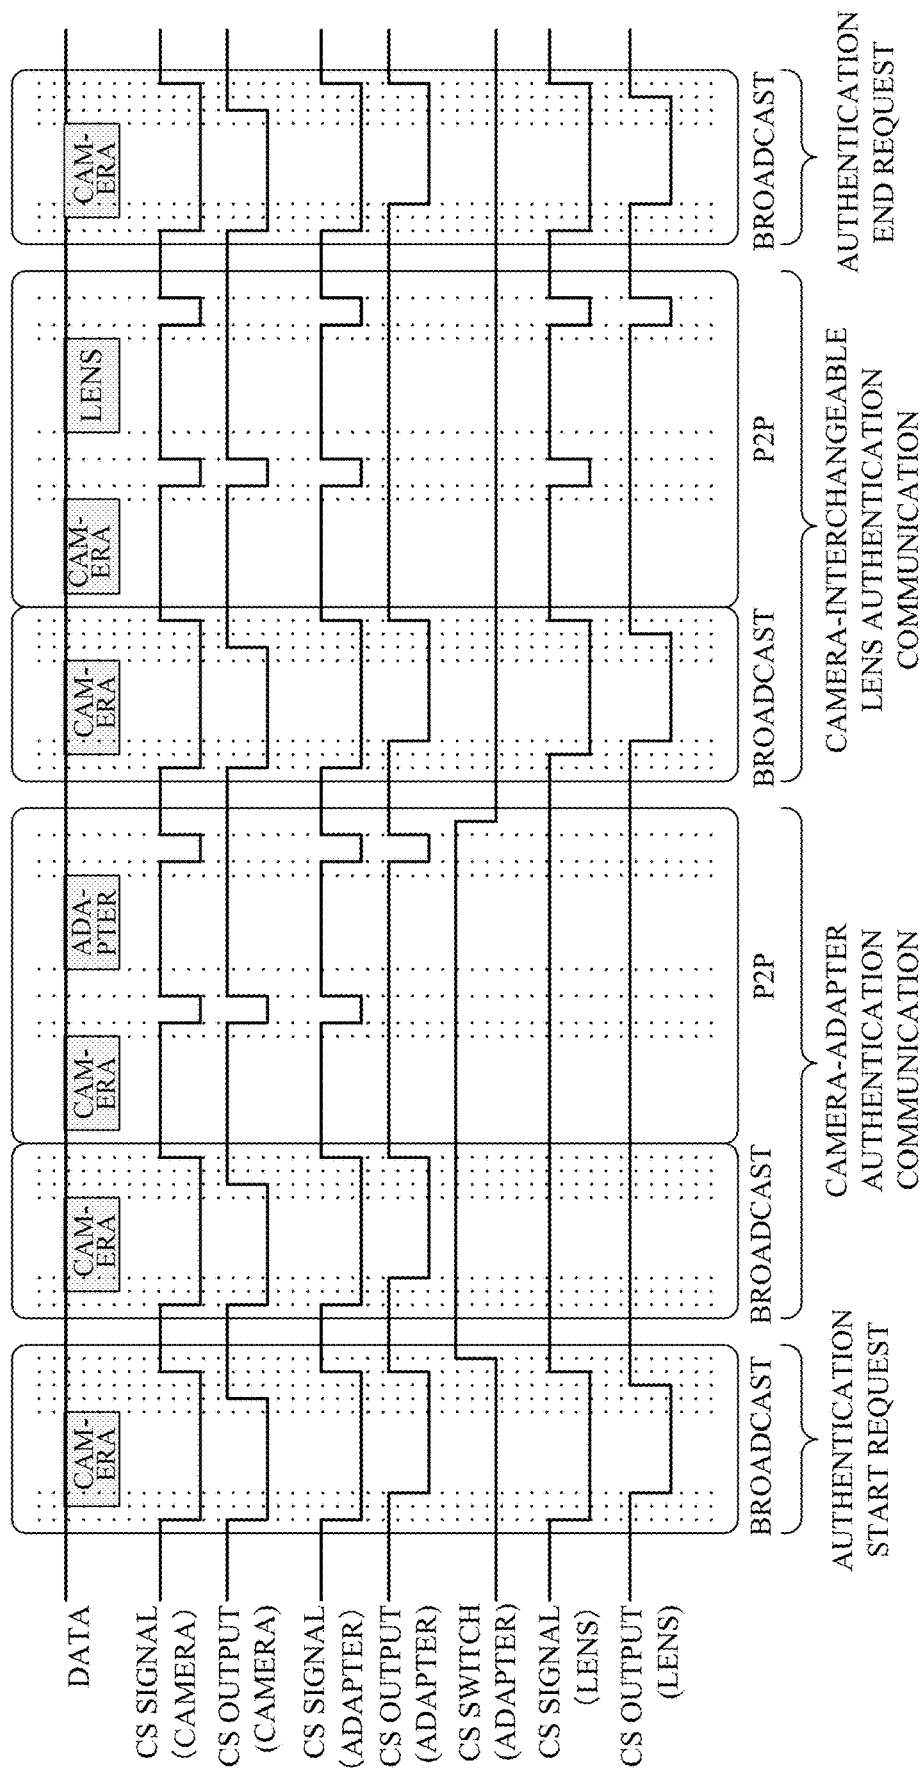 DATA
CS SIGNAL
(CAMERA)
CS OUTPUT
(CAMERA)
CS SIGNAL
(ADAPTER)
CS OUTPUT
(ADAPTER)
CS SWITCH
(ADAPTER)
CS SIGNAL
(LENS)
CS OUTPUT
(LENS)
CAM-
ERA
CAM-
ERA
CAM-
ERA
ADA-
PTER
CAM-
ERA
CAM-
ERA
LENS
CAM-
ERA
BROADCAST
BROADCAST
P2P
BROADCAST
P2P
BROADCAST
AUTHENTICATION
START REQUEST
CAMERA-ADAPTER
AUTHENTICATION
COMMUNICATION
CAMERA-INTERCHANGEABLE
LENS AUTHENTICATION
COMMUNICATION
AUTHENTICATION
END REQUEST